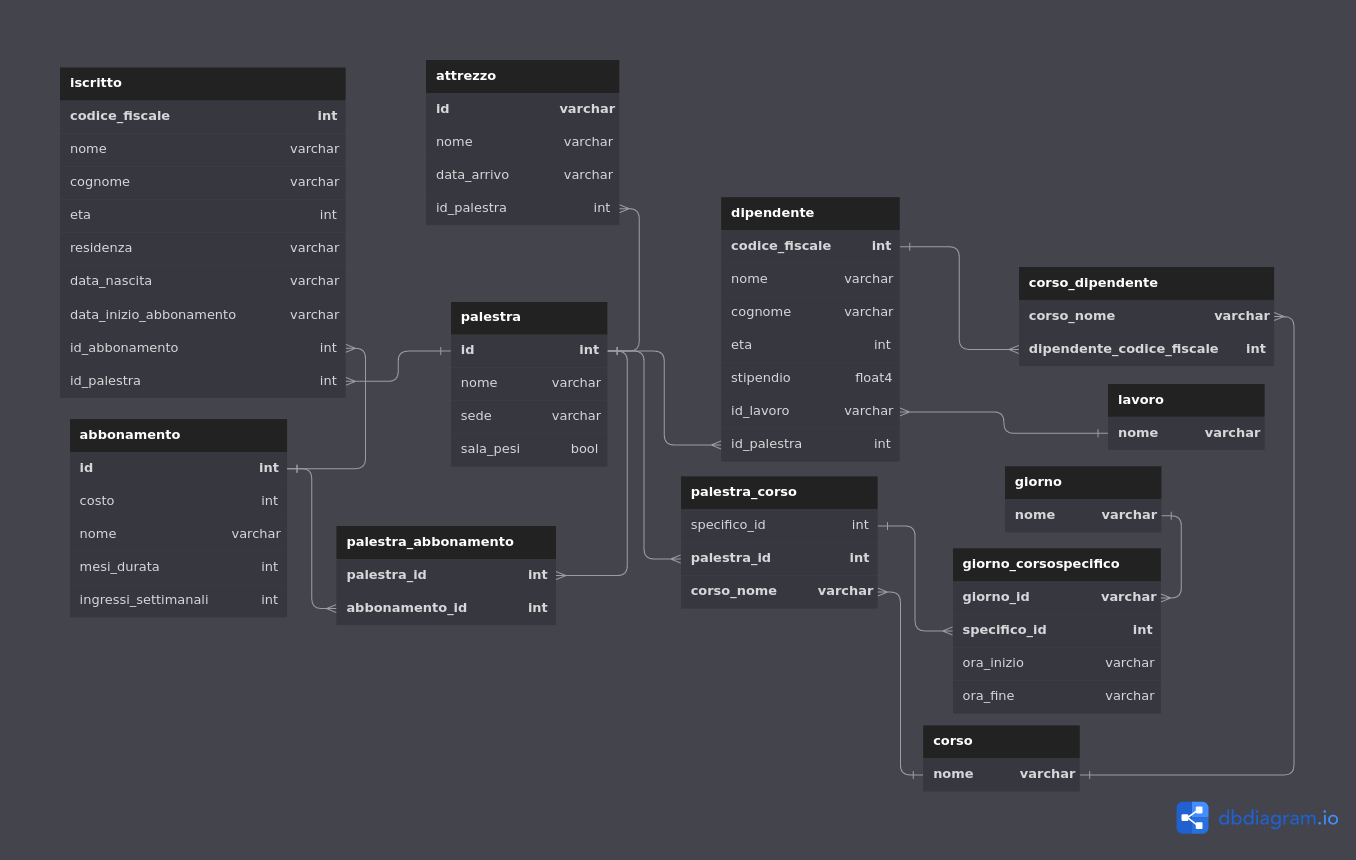 iscritto
codice_fiscale int
nome varchar
cognome varchar
eta int
residenza varchar
data_nascita varchar
data_inizio_abbonamento varchar
id_abbonamento int
id_palestra int
attrezzo
id varchar
nome varchar
data_arrivo varchar
id_palestra int
dipendente
codice_fiscale int
nome varchar
cognome varchar
eta int
stipendio float4
id_lavoro varchar
id_palestra int
corso_dipendente
corso_nome varchar
dipendente_codice_fiscale int
palestra
id int
nome varchar
sede varchar
sala_pesi bool
lavoro
nome varchar
abbonamento
id int
costo int
nome varchar
mesi_durata int
ingressi_settimanali int
palestra_corso
specifico_id int
palestra_id int
corso_nome varchar
giorno
nome varchar
palestra_abbonamento
palestra_id int
abbonamento_id int
giorno_corsospecifico
giorno_id varchar
specifico_id int
ora_inizio varchar
ora_fine varchar
corso
nome varchar
dbdiagram.io